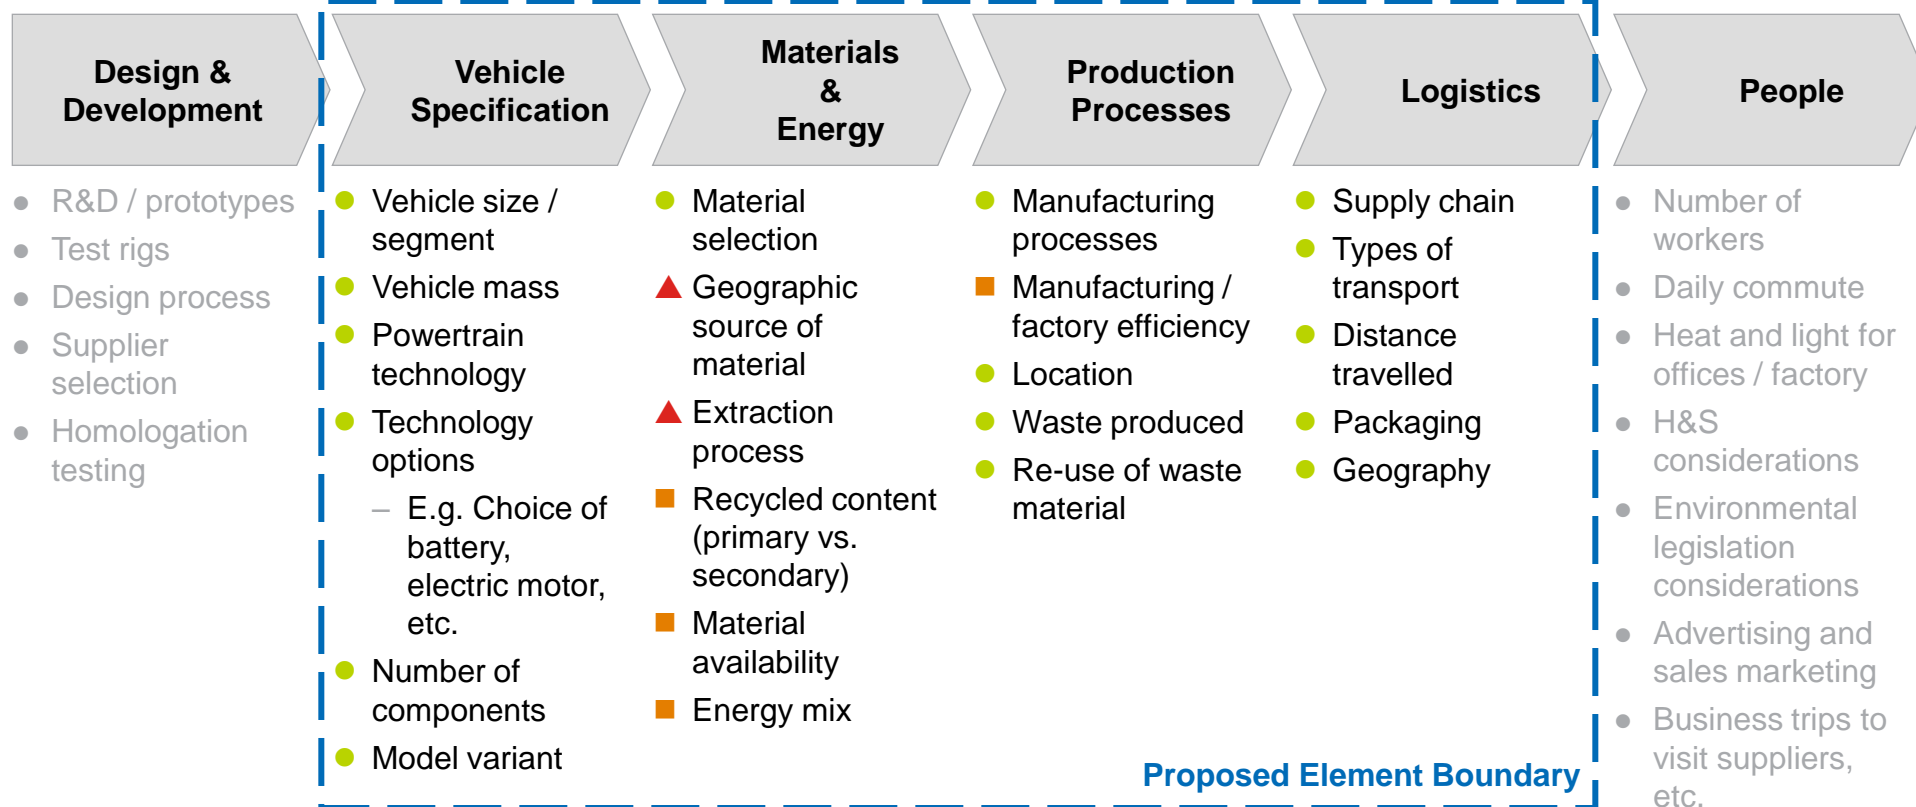 Design &
Development
Vehicle
Specification
Materials
&
Energy
Production
Processes
Logistics
People
R&D / prototypes
Test rigs
Design process
Supplier
selection
Homologation
testing
Vehicle size /
segment
Vehicle mass
Powertrain
technology
Technology
options
– E.g. Choice of
battery,
electric motor,
etc.
Number of
components
Model variant
Material
selection
Geographic
source of
material
Extraction
process
Recycled content
(primary vs.
secondary)
Material
availability
Energy mix
Manufacturing
processes
Manufacturing /
factory efficiency
Location
Waste produced
Re-use of waste
material
Supply chain
Types of
transport
Distance
travelled
Packaging
Geography
Number of
workers
Daily commute
Heat and light for
offices / factory
H&S
considerations
Environmental
legislation
considerations
Advertising and
sales marketing
Business trips to
visit suppliers,
etc.
Proposed Element Boundary